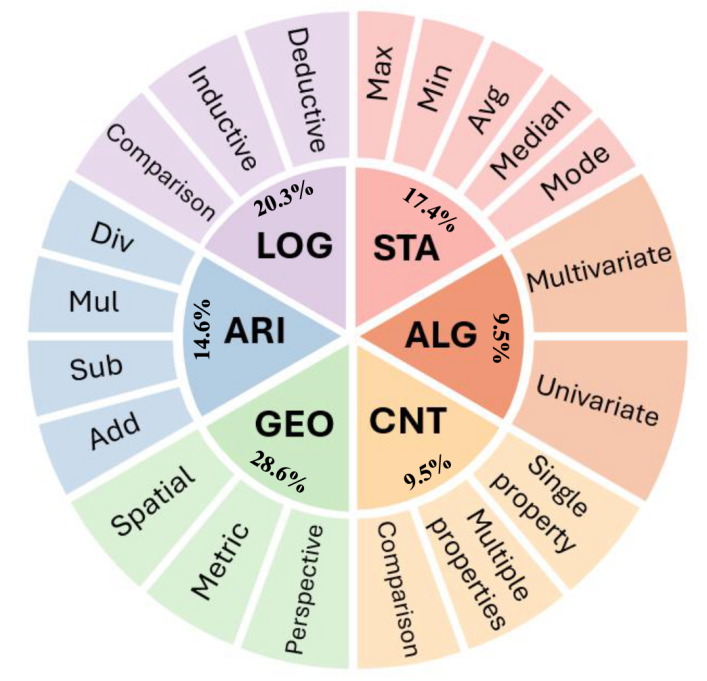 Deductive
Inductive
Comparison
20.3%
LOG
Max
Min
Avg
Median
Mode
17.4%
STA
Multivariate
Univariate
9.5%
ALG
Single
property
Multiple
properties
Comparison
9.5%
CNT
Perspective
Metric
Spatial
28.6%
GEO
Add
Sub
Mul
Div
14.6%
ARI